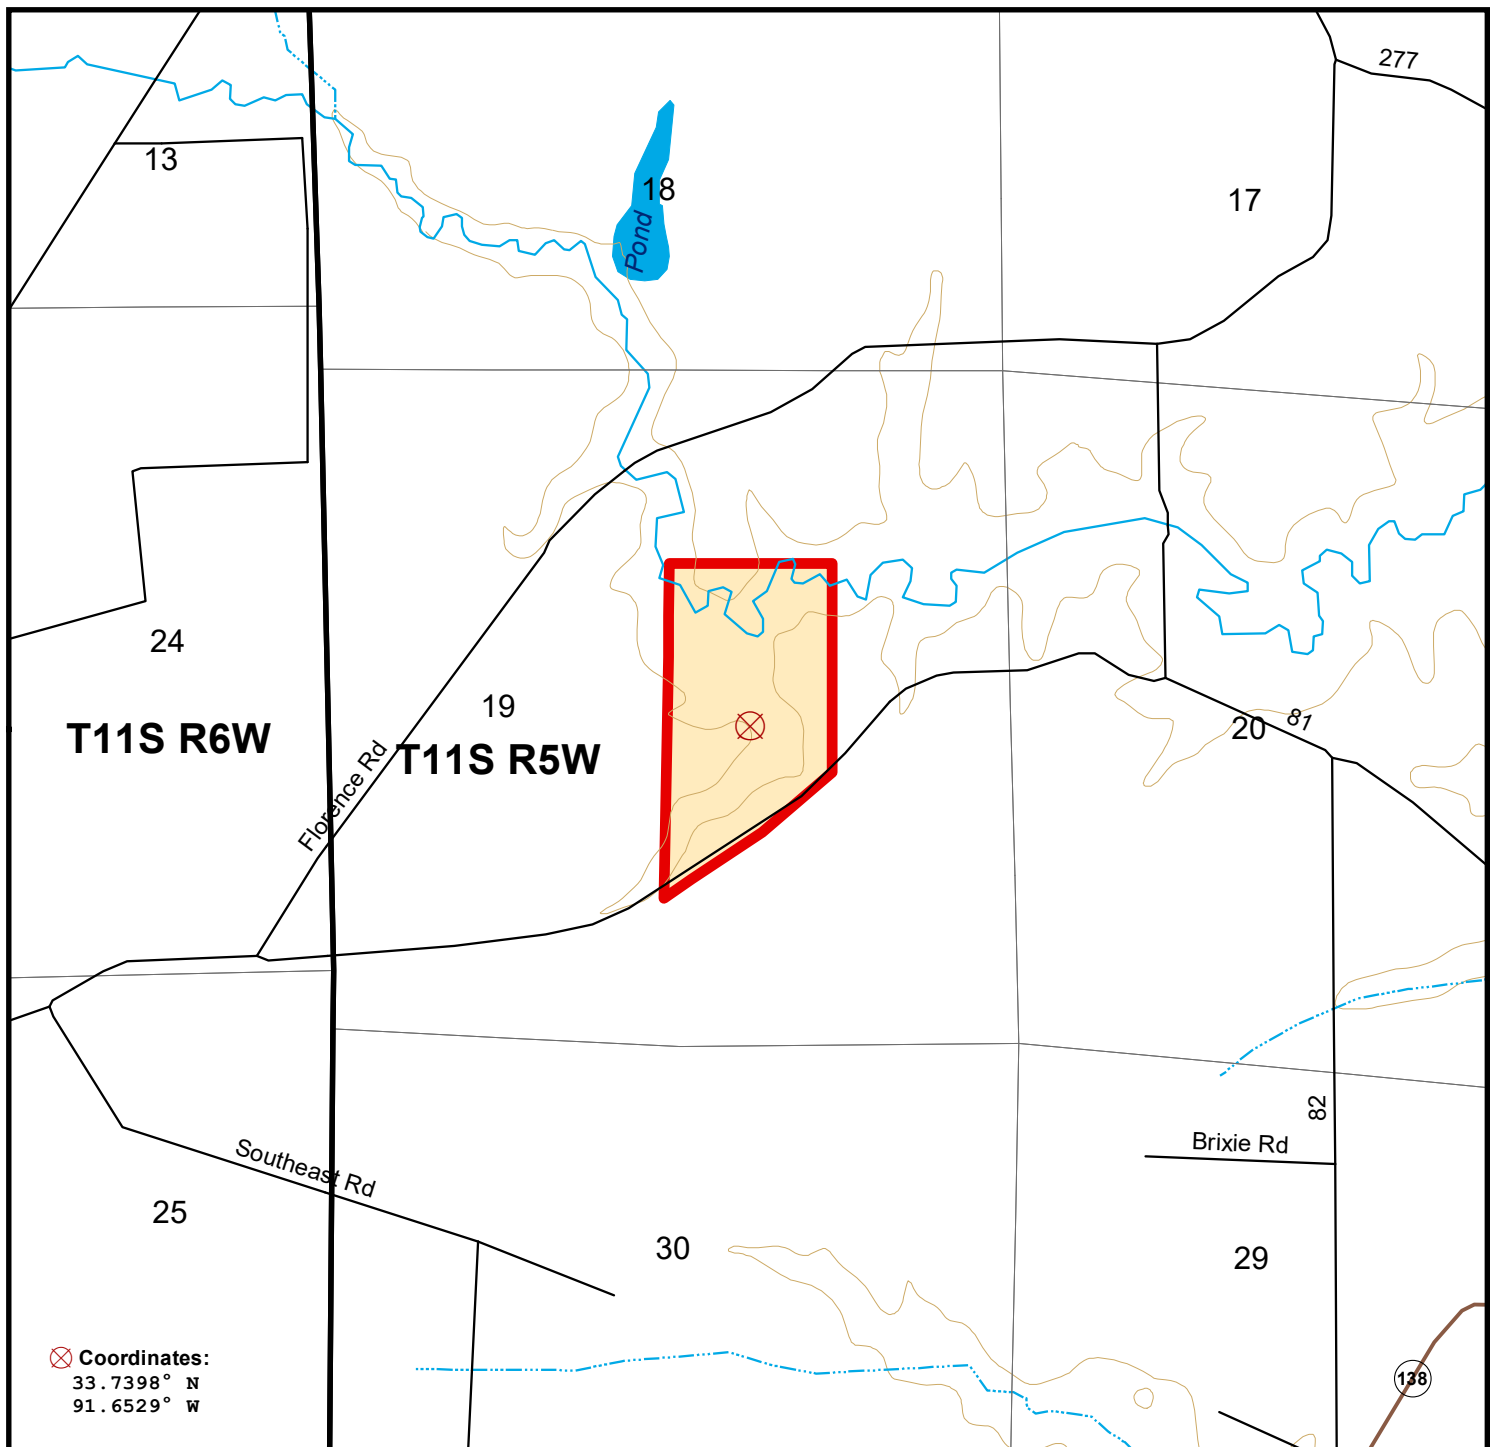 277
13
18
17
Pond
24
19
T11S R6W
T11S R5W
20
81
Florence Rd
82
Brixie Rd
Southeast Rd
25
30
29
Coordinates:
33.7398° N
91.6529° W
138